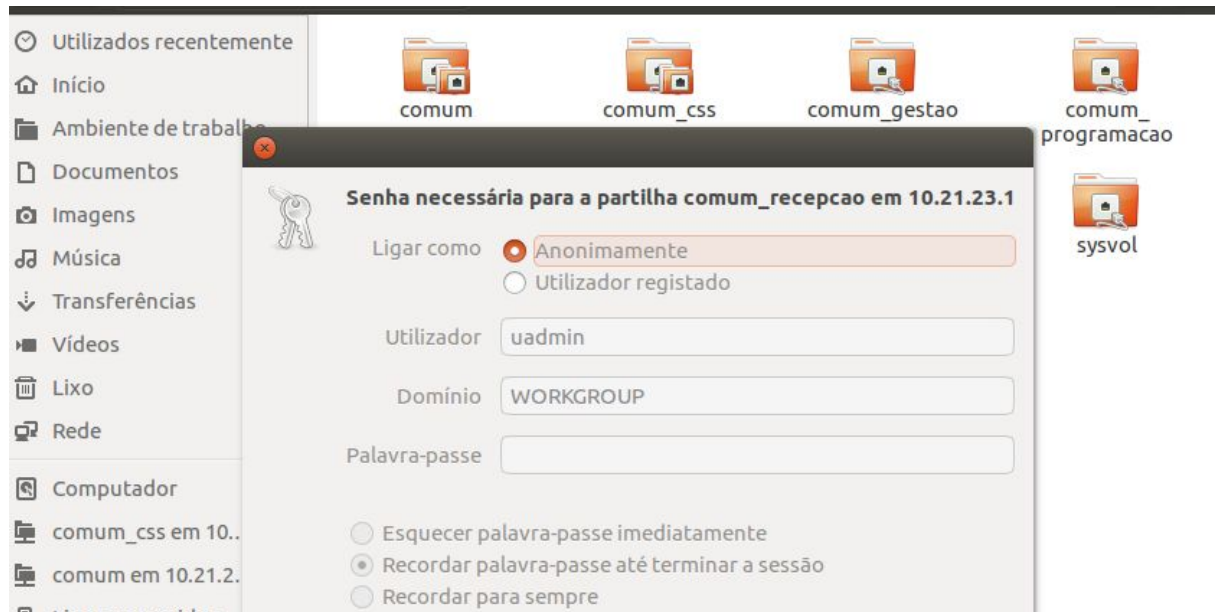 Utilizados recentemente
Início
Ambiente de trabalho
Documentos
Imagens
Música
Transferências
Vídeos
Lixo
Rede
Computador
comum_css em 10..
comum em 10.21.2.
comum
comum_css
comum_gestao
comum_
programacao
sysvol
Senha necessária para a partilha comum_recepcao em 10.21.23.1
Ligar como
Anonimamente
Utilizador registado
Utilizador
uadmin
Domínio
WORKGROUP
Palavra-passe
Esquecer palavra-passe imediatamente
Recordar palavra-passe até terminar a sessão
Recordar para sempre